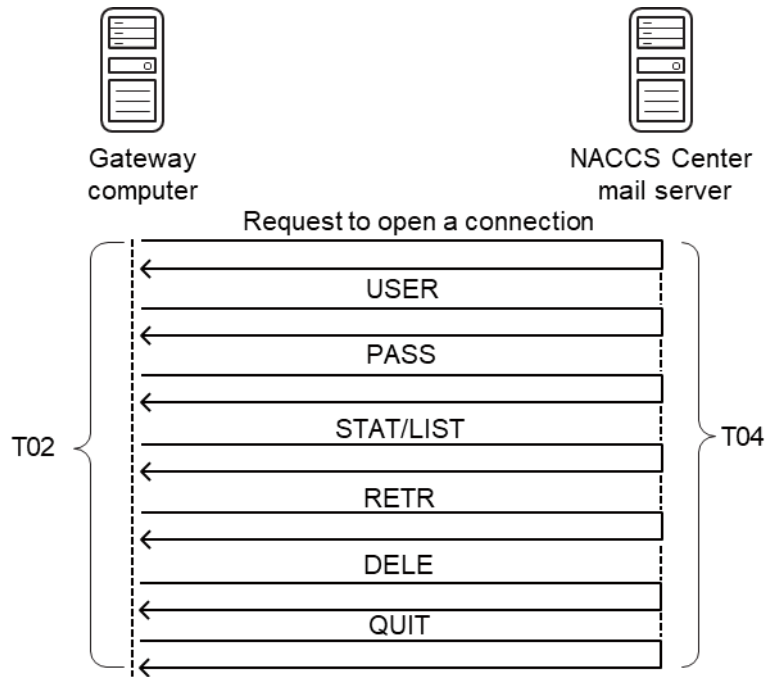 Gateway
computer
NACCS Center
mail server
Request to open a connection
USER
PASS
STAT/LIST
T02
T04
RETR
DELE
QUIT